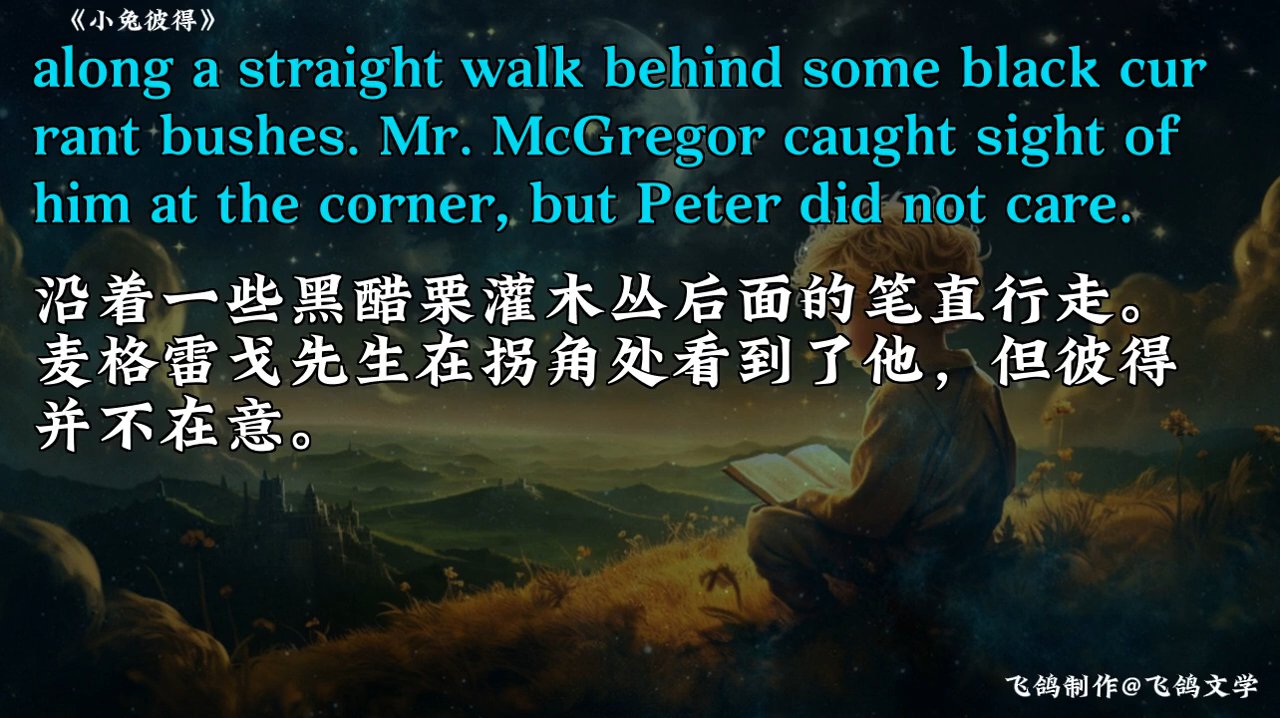 《小兔彼得》
along a straight walk behind some black cur
rant bushes. Mr. McGregor caught sight of
him at the corner, but Peter did not care.
沿着一些黑醋栗灌木丛后面的笔直行走。
麦格雷戈先生在拐角处看到了他，但彼得
并不在意。
飞鸽制作@飞鸽文学